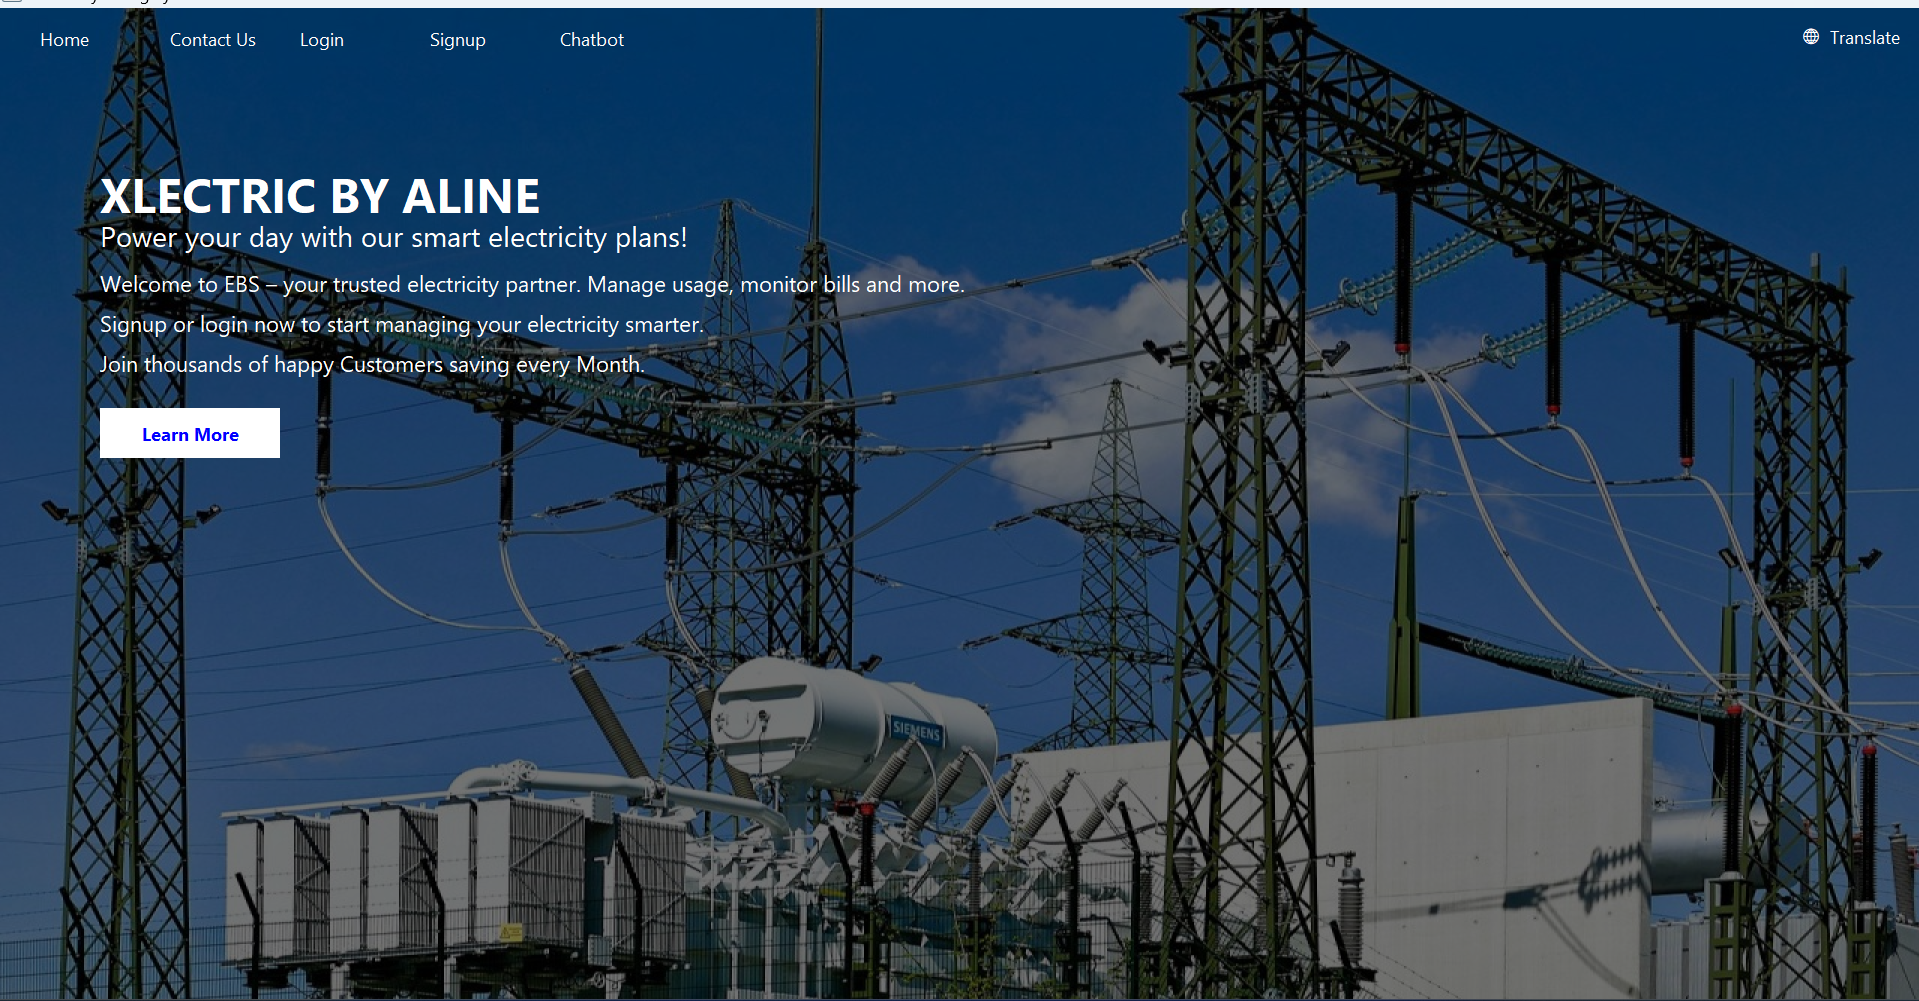 Home Contact Us Login Signup Chatbot Translate
XLECTRIC BY ALINE
Power your day with our smart electricity plans!
Welcome to EBS – your trusted electricity partner. Manage usage, monitor bills and more.
Signup or login now to start managing your electricity smarter.
Join thousands of happy Customers saving every Month.
Learn More
SIEMENS